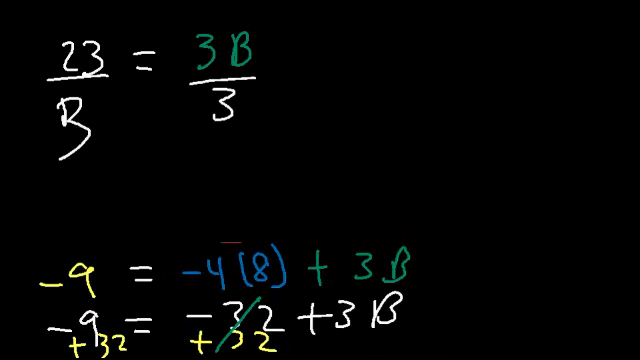 23 = 3B
B 3
-9 = -4(8) + 3B
-9 = -32 + 3B
+32 +32